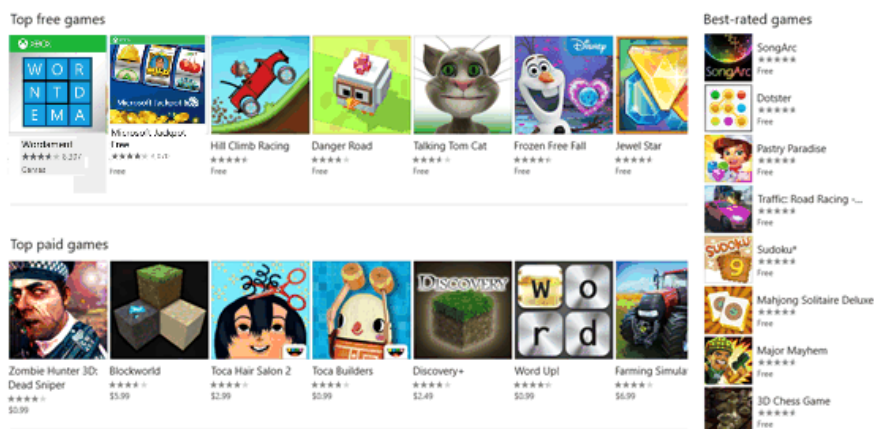 Top free games
XBOX
W O R
N T D
E M A
Wordament
Microsoft Jackpot
Microsoft Jackpot
Free
Free
Hill Climb Racing
Free
Danger Road
Free
Talking Tom Cat
Free
Disney
Frozen Free Fall
Free
Jewel Star
Free
Top paid games
Zombie Hunter 3D:
Dead Sniper
$0.99
Blockworld
$5.99
Toca Hair Salon 2
$2.99
Toca Builders
$0.99
DISCOVERY
Discovery+
$2.49
w o
r d
Word Up!
$0.99
Farming Simula
$6.99
Best-rated games
SongArc
SongArc
Free
Dotster
Free
Pastry Paradise
Free
Traffic: Road Racing -...
Free
SUDOKU
9
Sudoku*
Free
Mahjong Solitaire Deluxe
Free
Major Mayhem
Free
3D Chess Game
Free